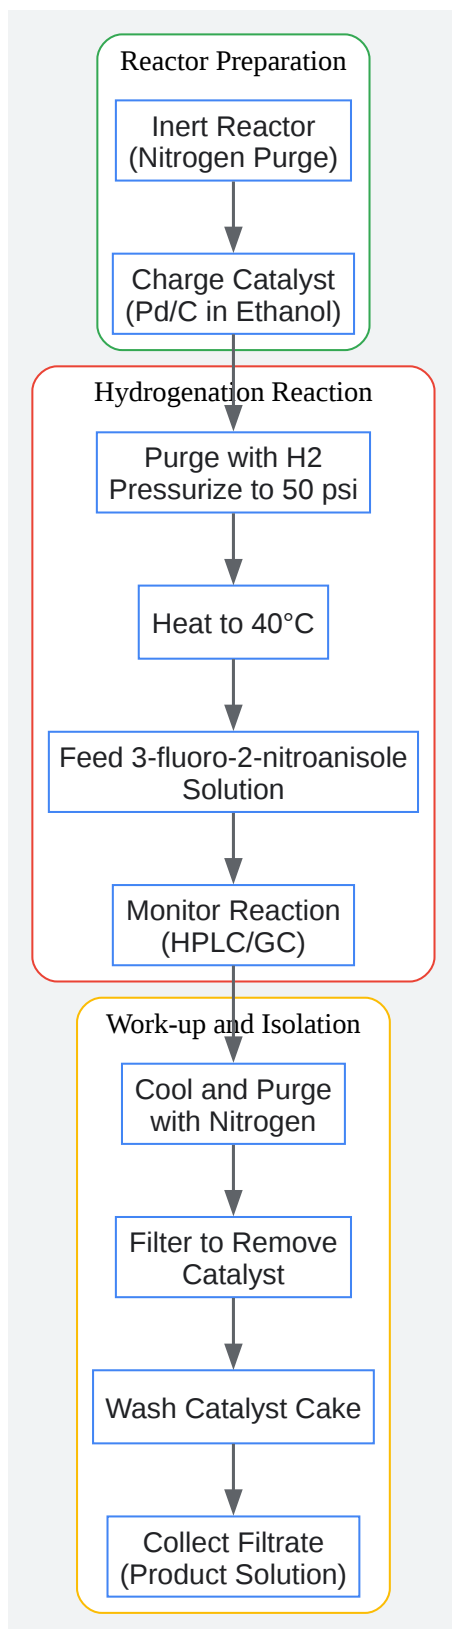 Reactor Preparation
Inert Reactor
(Nitrogen Purge)
Charge Catalyst
(Pd/C in Ethanol)
Hydrogenation Reaction
Purge with H2
Pressurize to 50 psi
Heat to 40°C
Feed 3-fluoro-2-nitroanisole
Solution
Monitor Reaction
(HPLC/GC)
Work-up and Isolation
Cool and Purge
with Nitrogen
Filter to Remove
Catalyst
Wash Catalyst Cake
Collect Filtrate
(Product Solution)